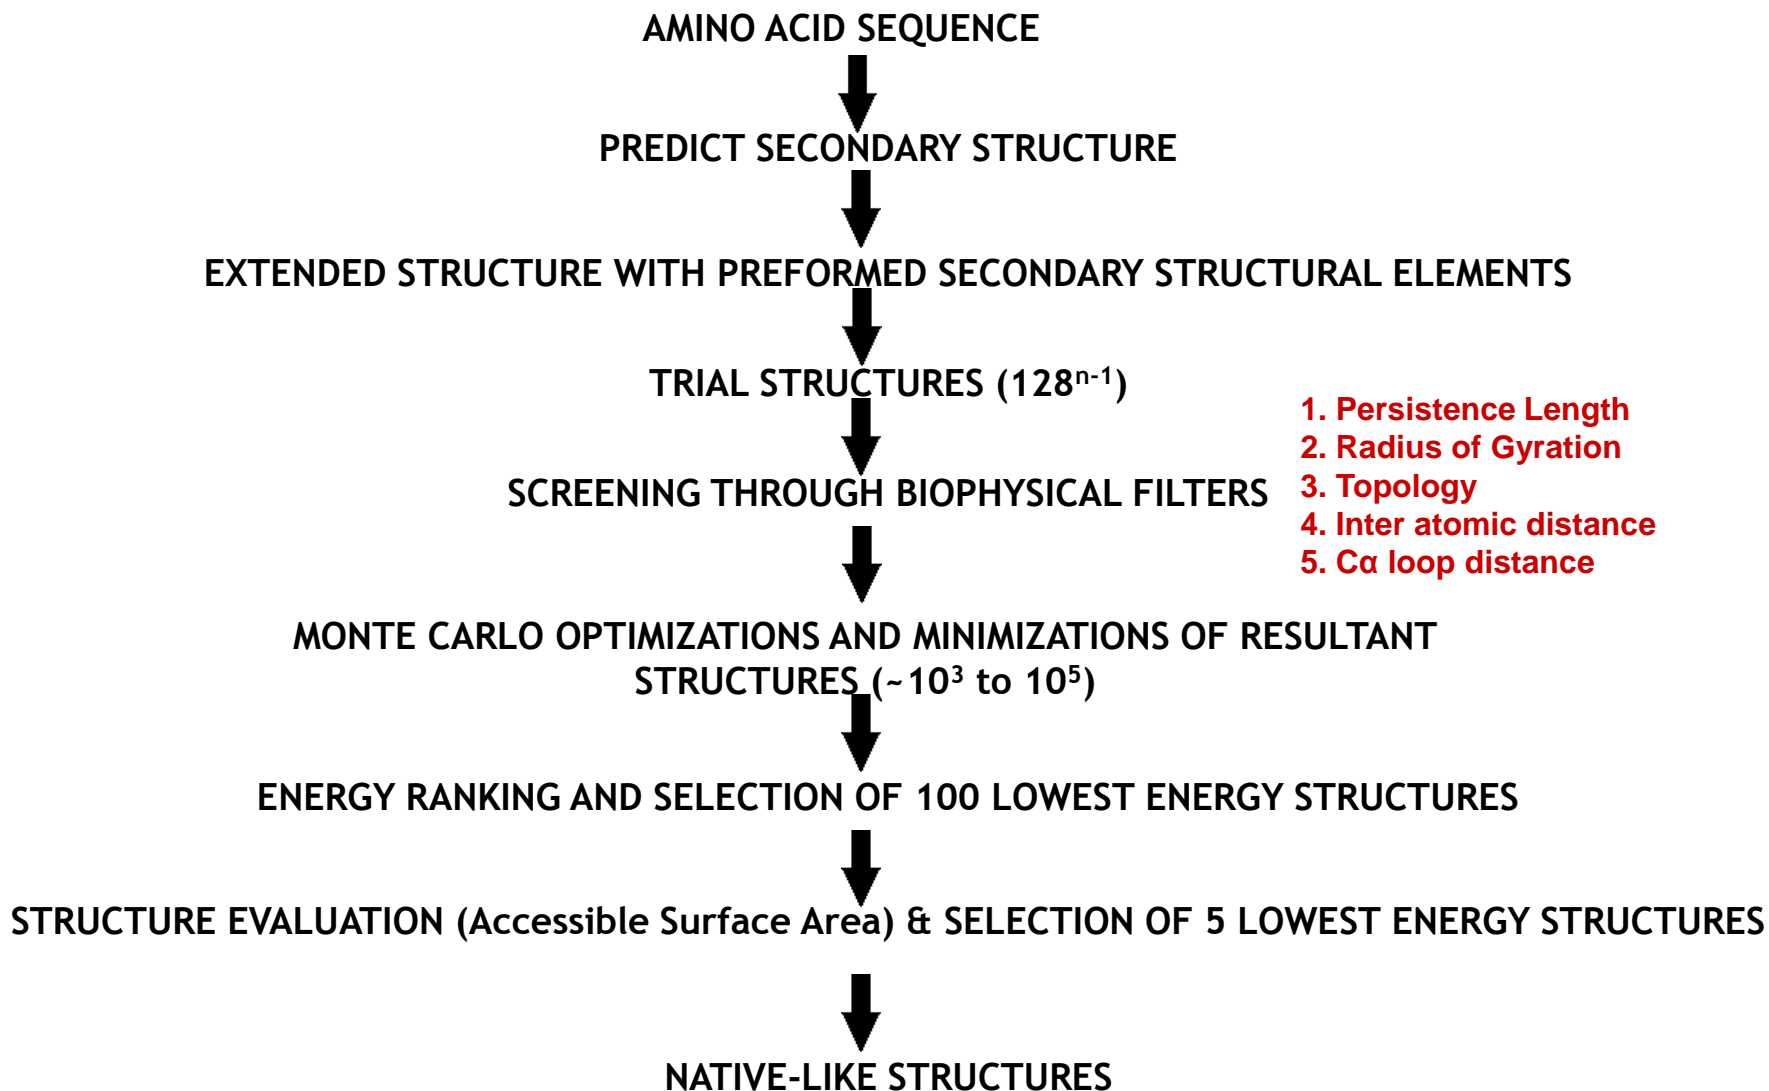 AMINO ACID SEQUENCE
PREDICT SECONDARY STRUCTURE
EXTENDED STRUCTURE WITH PREFORMED SECONDARY STRUCTURAL ELEMENTS
TRIAL STRUCTURES (128ⁿ⁻¹)
SCREENING THROUGH BIOPHYSICAL FILTERS
1. Persistence Length
2. Radius of Gyration
3. Topology
4. Inter atomic distance
5. Cα loop distance
MONTE CARLO OPTIMIZATIONS AND MINIMIZATIONS OF RESULTANT
STRUCTURES (~10³ to 10⁵)
ENERGY RANKING AND SELECTION OF 100 LOWEST ENERGY STRUCTURES
STRUCTURE EVALUATION (Accessible Surface Area) & SELECTION OF 5 LOWEST ENERGY STRUCTURES
NATIVE-LIKE STRUCTURES